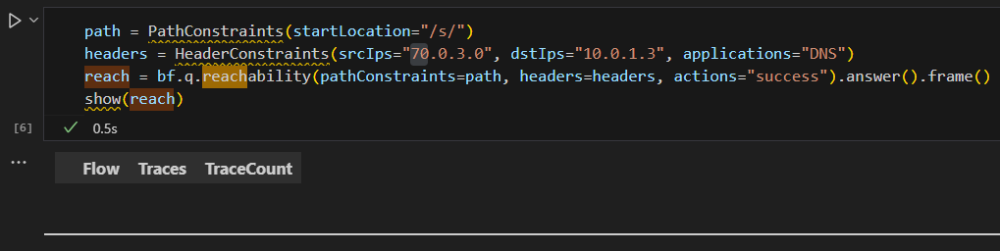 path = PathConstraints(startLocation="/s/")
headers = HeaderConstraints(srcIps="70.0.3.0", dstIps="10.0.1.3", applications="DNS")
reach = bf.q.reachability(pathConstraints=path, headers=headers, actions="success").answer().frame()
show(reach)
[6] 0.5s
... Flow Traces TraceCount